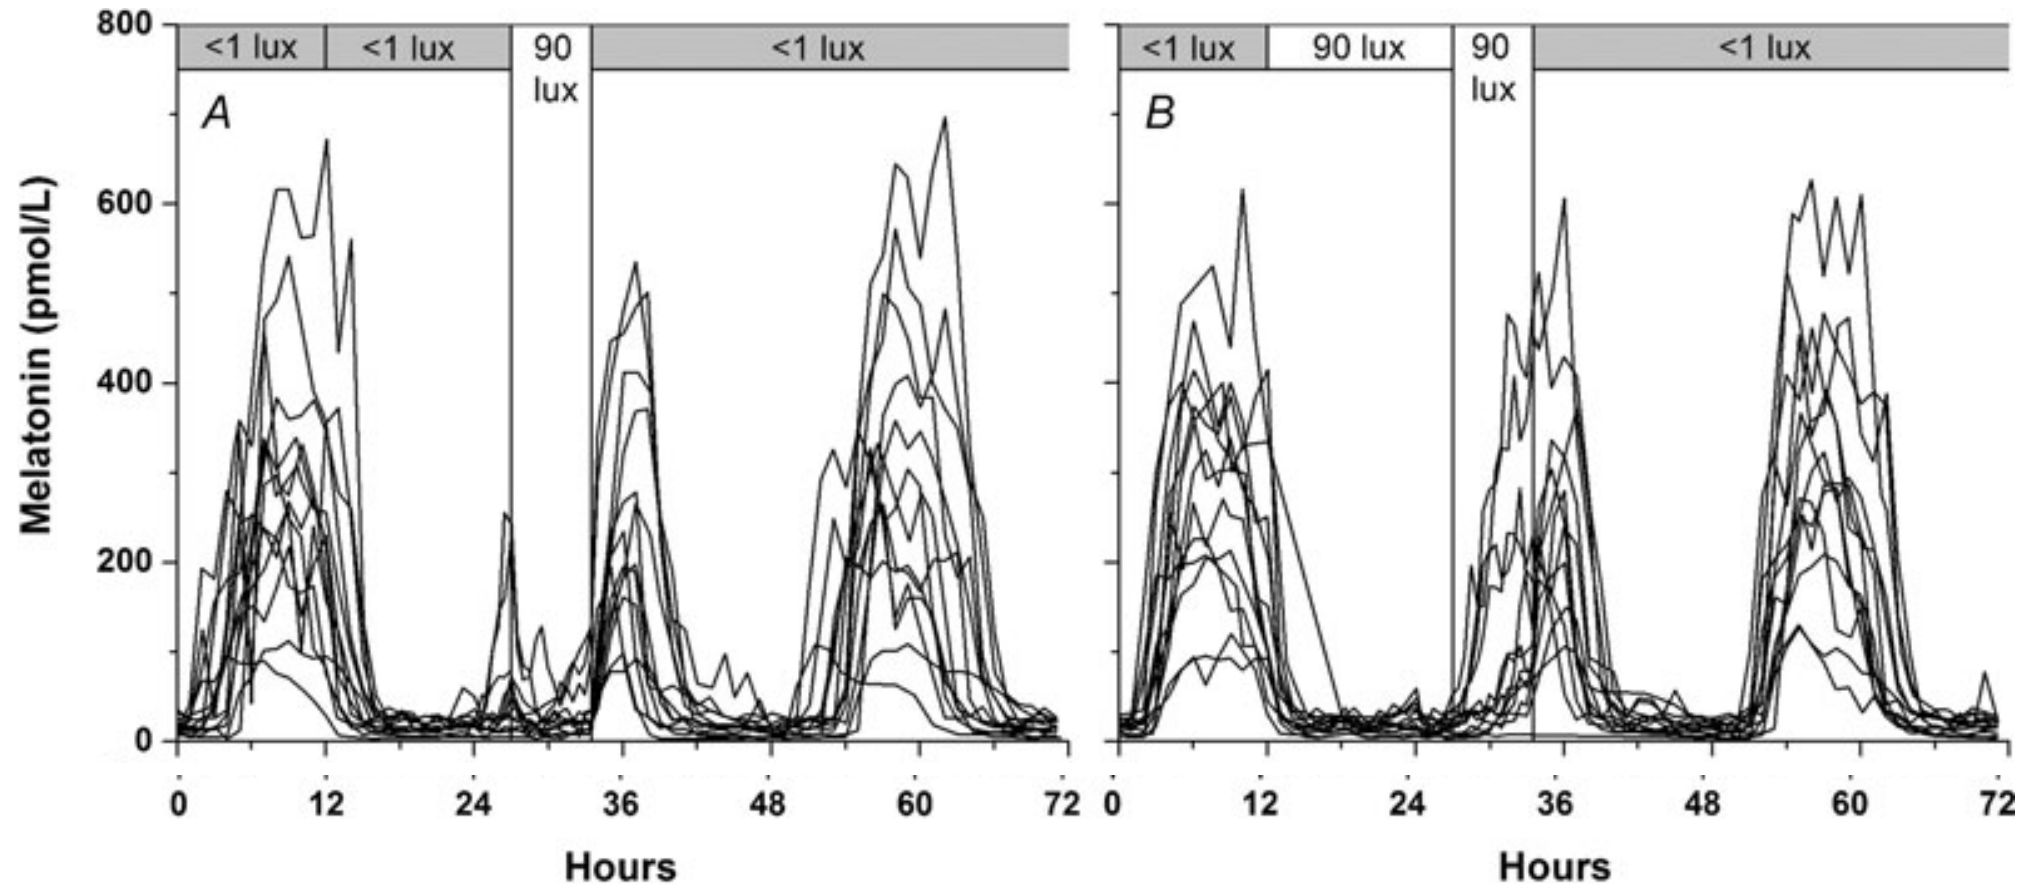 800
600
400
200
0
Melatonin (pmol/L)
<1 lux
<1 lux
90
lux
<1 lux
A
0 12 24 36 48 60 72
Hours
<1 lux
90 lux
90
lux
<1 lux
B
0 12 24 36 48 60 72
Hours